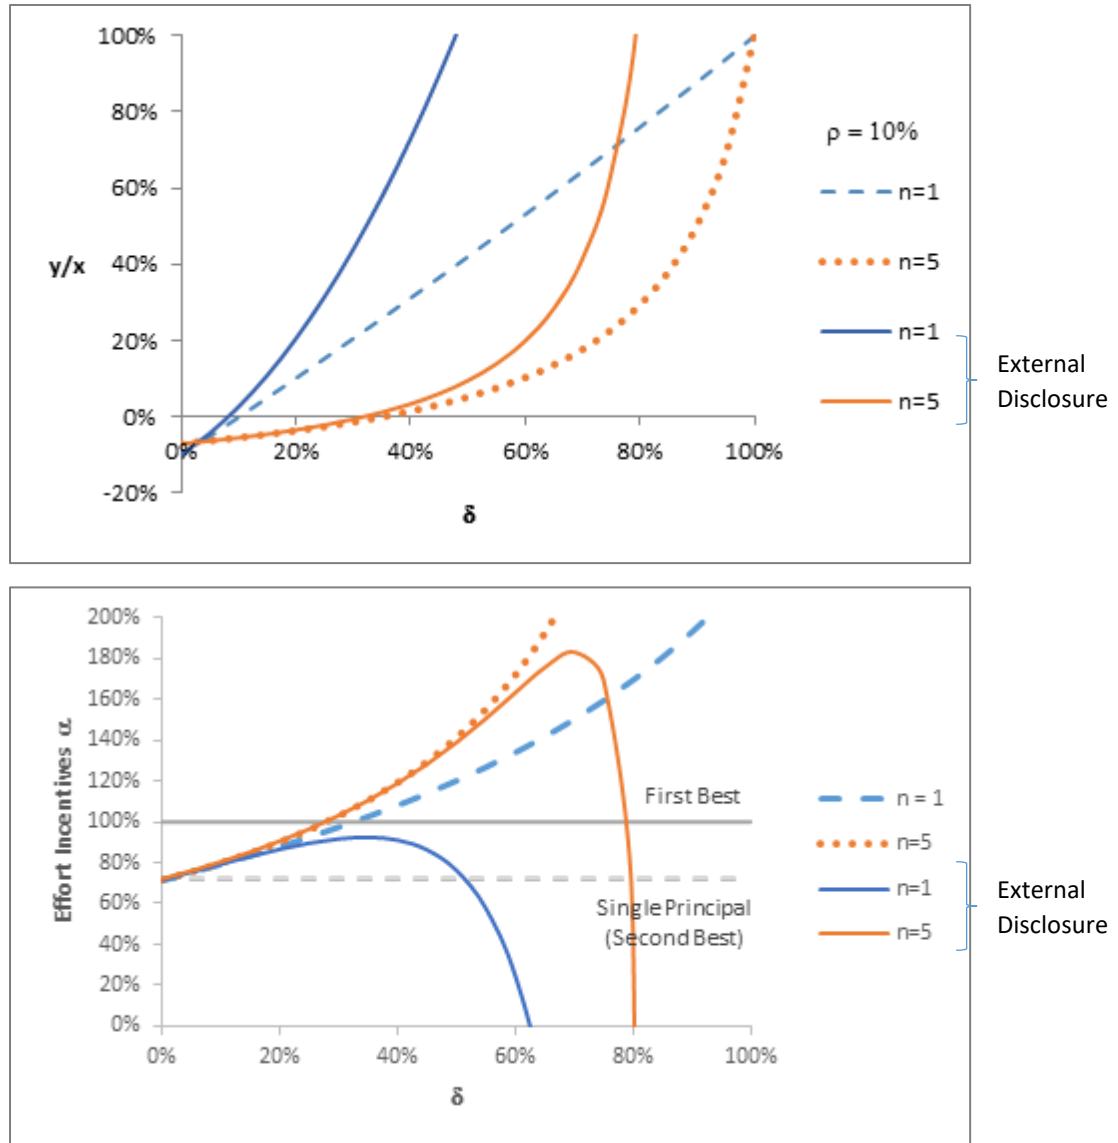 100%
80%
60%
40%
20%
0%
-20%
y/x
0%
20%
40%
60%
80%
100%
δ
ρ = 10%
n=1
n=5
n=1
n=5
External
Disclosure
200%
180%
160%
140%
120%
100%
80%
60%
40%
20%
0%
Effort Incentives α
First Best
Single Principal
(Second Best)
0%
20%
40%
60%
80%
100%
δ
n = 1
n=5
n=1
n=5
External
Disclosure